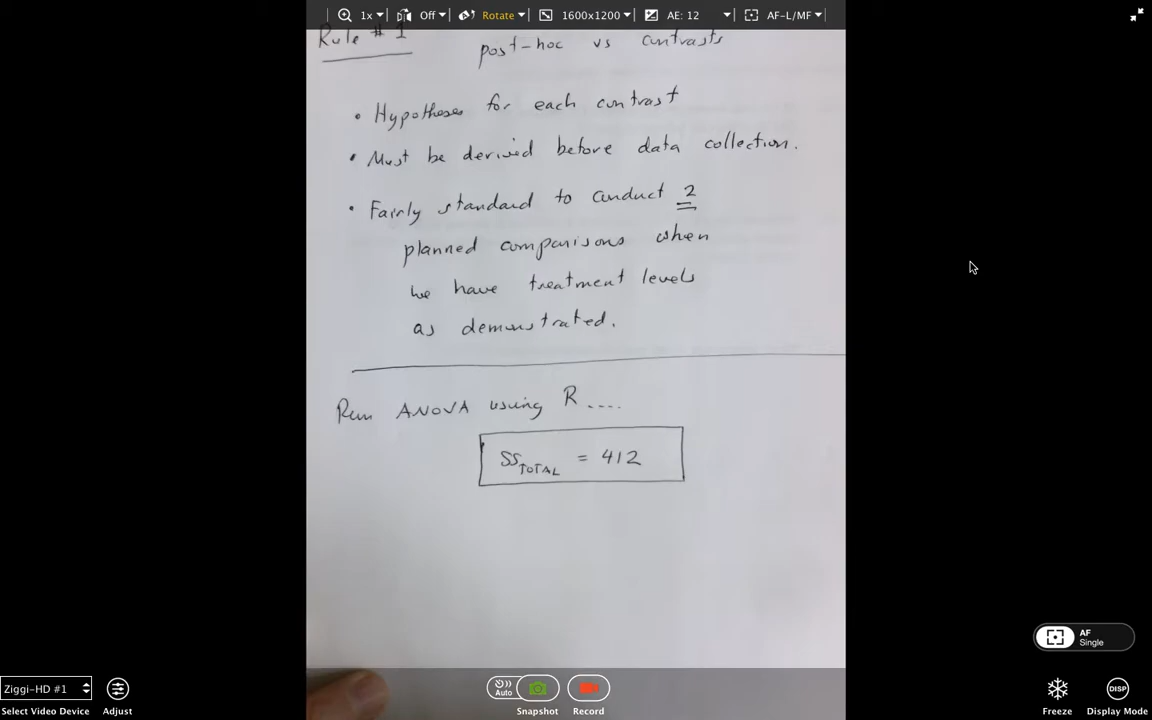 1x Off Rotate 1600x1200 AE: 12 AF-L/MF
Rule # 1
post-hoc vs contrasts
• Hypotheses for each contrast
• Must be derived before data collection.
• Fairly standard to conduct 2
planned comparisons when
we have treatment levels
as demonstrated.
Run ANOVA using R ....
SS TOTAL = 412
AF
Single
Ziggi-HD #1
Auto
DISP
Select Video Device
Adjust
Snapshot
Record
Freeze
Display Mode